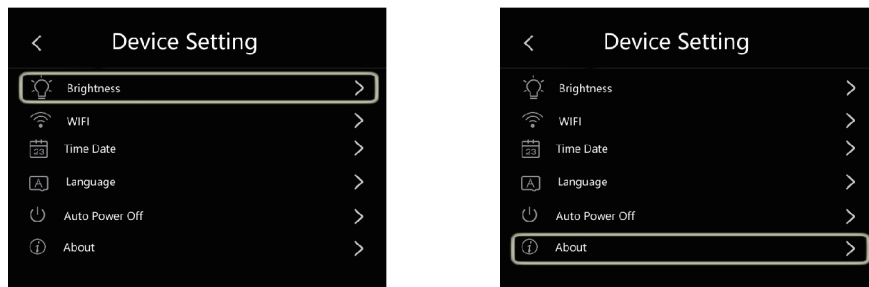 Device Setting
Brightness
WIFI
23
Time Date
A
Language
Auto Power Off
i
About
Device Setting
Brightness
WIFI
23
Time Date
A
Language
Auto Power Off
i
About